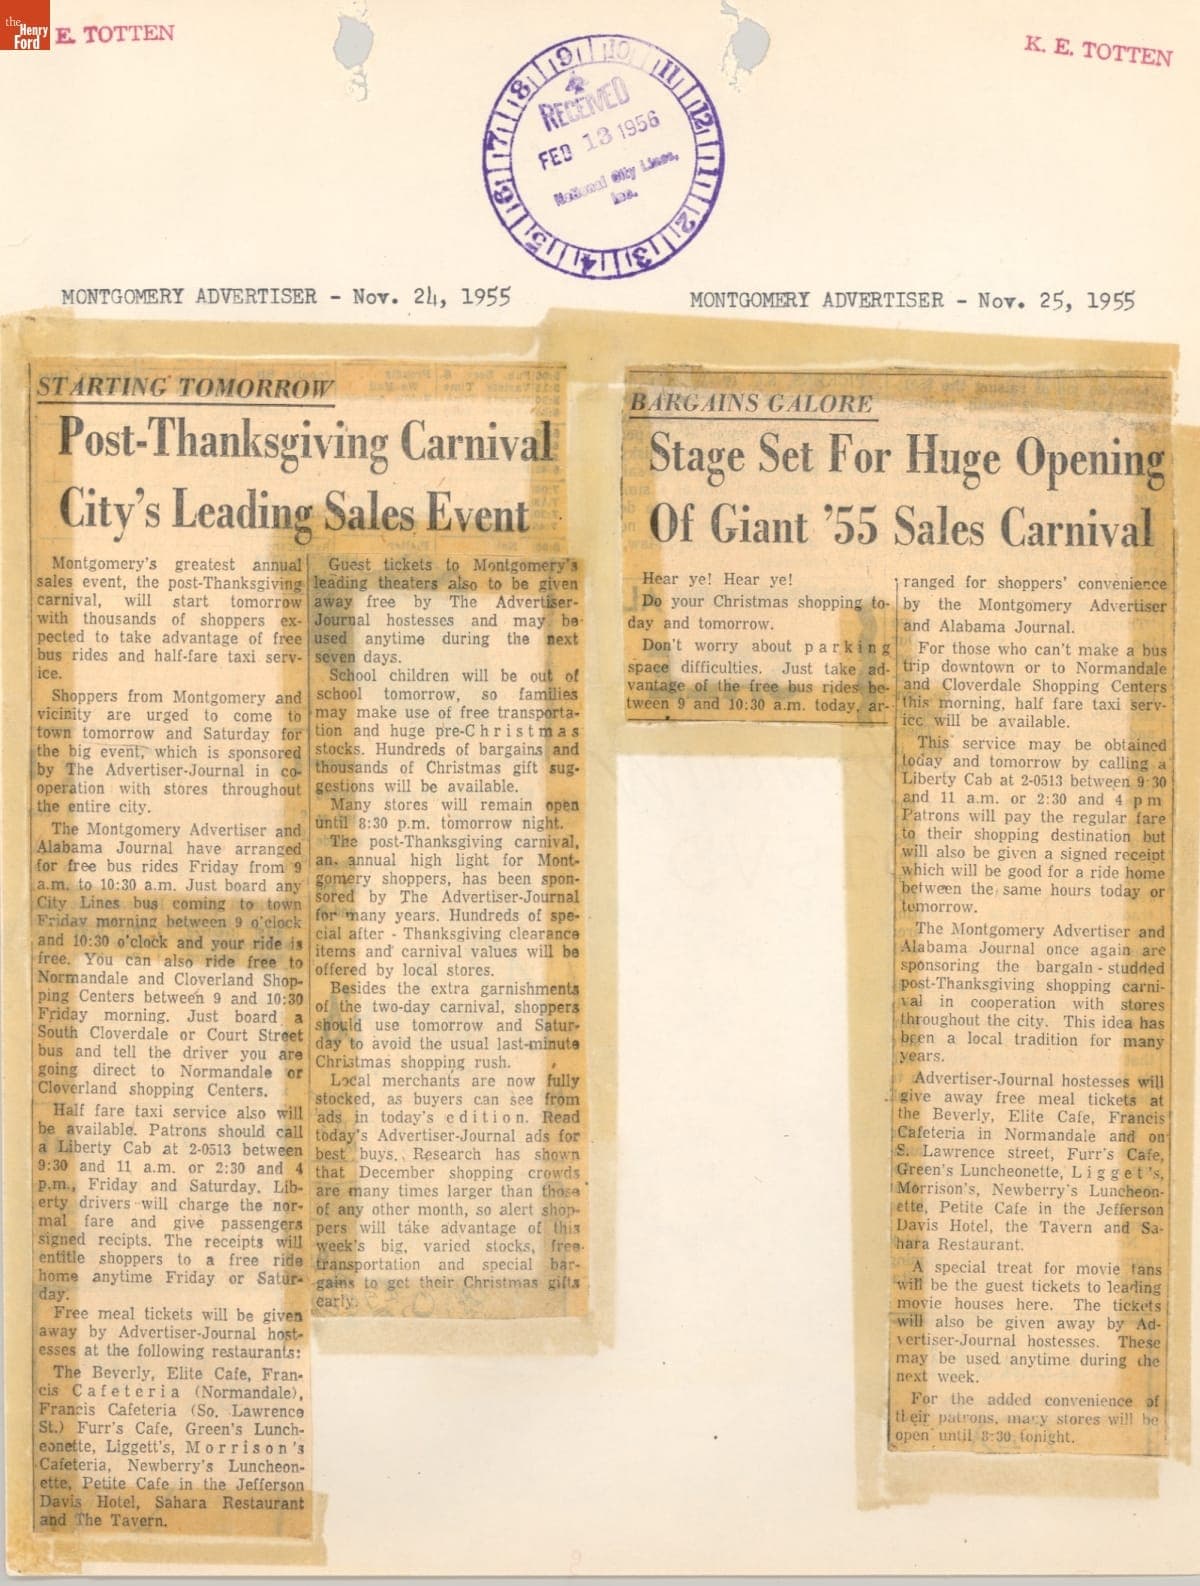 the
Henry
Ford
E. TOTTEN
K. E. TOTTEN
9 10 11 12 1 2 3 4 5 6 7 8
RECEIVED
FEB 13 1956
National City Lines,
Inc.
MONTGOMERY ADVERTISER - Nov. 24, 1955
STARTING TOMORROW
Post-Thanksgiving Carnival
City's Leading Sales Event
Montgomery's greatest annual
sales event, the post-Thanksgiving
carnival, will start tomorrow
with thousands of shoppers ex-
pected to take advantage of free
bus rides and half-fare taxi serv-
ice.
Shoppers from Montgomery and
vicinity are urged to come to
town tomorrow and Saturday for
the big event, which is sponsored
by The Advertiser-Journal in co-
operation with stores throughout
the entire city.
The Montgomery Advertiser and
Alabama Journal have arranged
for free bus rides Friday from 9
a.m. to 10:30 a.m. Just board any
City Lines bus coming to town
Friday morning between 9 o'clock
and 10:30 o'clock and your ride is
free. You can also ride free to
Normandale and Cloverland Shop-
ping Centers between 9 and 10:30
Friday morning. Just board a
South Cloverdale or Court Street
bus and tell the driver you are
going direct to Normandale or
Cloverland shopping Centers.
Half fare taxi service also will
be available. Patrons should call
a Liberty Cab at 2-0513 between
9:30 and 11 a.m. or 2:30 and 4
p.m., Friday and Saturday. Lib-
erty drivers will charge the nor-
mal fare and give passengers
signed recipts. The receipts will
entitle shoppers to a free ride
home anytime Friday or Satur-
day.
Free meal tickets will be given
away by Advertiser-Journal host-
esses at the following restaurants:
The Beverly, Elite Cafe, Fran-
cis Cafeteria (Normandale),
Francis Cafeteria (So. Lawrence
St.) Furr's Cafe, Green's Lunch-
eonette, Liggett's, Morrison's
Cafeteria, Newberry's Luncheon-
ette, Petite Cafe in the Jefferson
Davis Hotel, Sahara Restaurant
and The Tavern.
Guest tickets to Montgomery's
leading theaters also to be given
away free by The Advertiser-
Journal hostesses and may be
used anytime during the next
seven days.
School children will be out of
school tomorrow, so families
may make use of free transporta-
tion and huge pre-Christmas
stocks. Hundreds of bargains and
thousands of Christmas gift sug-
gestions will be available.
Many stores will remain open
until 8:30 p.m. tomorrow night.
The post-Thanksgiving carnival,
an annual high light for Mont-
gomery shoppers, has been spon-
sored by The Advertiser-Journal
for many years. Hundreds of spe-
cial after - Thanksgiving clearance
items and carnival values will be
offered by local stores.
Besides the extra garnishments
of the two-day carnival, shoppers
should use tomorrow and Satur-
day to avoid the usual last-minute
Christmas shopping rush.
Local merchants are now fully
stocked, as buyers can see from
ads in today's edition. Read
today's Advertiser-Journal ads for
best buys. Research has shown
that December shopping crowds
are many times larger than those
of any other month, so alert shop-
pers will take advantage of this
week's big, varied stocks, free
transportation and special bar-
gains to get their Christmas gifts
early.
MONTGOMERY ADVERTISER - Nov. 25, 1955
BARGAINS GALORE
Stage Set For Huge Opening
Of Giant '55 Sales Carnival
Hear ye! Hear ye!
Do your Christmas shopping to-
day and tomorrow.
Don't worry about parking
space difficulties. Just take ad-
vantage of the free bus rides be-
tween 9 and 10:30 a.m. today, ar-
ranged for shoppers' convenience
by the Montgomery Advertiser
and Alabama Journal.
For those who can't make a bus
trip downtown or to Normandale
and Cloverdale Shopping Centers
this morning, half fare taxi serv-
ice will be available.
This service may be obtained
today and tomorrow by calling a
Liberty Cab at 2-0513 between 9:30
and 11 a.m. or 2:30 and 4 p m
Patrons will pay the regular fare
to their shopping destination but
will also be given a signed receipt
which will be good for a ride home
between the same hours today or
tomorrow.
The Montgomery Advertiser and
Alabama Journal once again are
sponsoring the bargain - studded
post-Thanksgiving shopping carni-
val in cooperation with stores
throughout the city. This idea has
been a local tradition for many
years.
Advertiser-Journal hostesses will
give away free meal tickets at
the Beverly, Elite Cafe, Francis
Cafeteria in Normandale and on
S. Lawrence street, Furr's Cafe,
Green's Luncheonette, Ligget's,
Morrison's, Newberry's Luncheon-
ette, Petite Cafe in the Jefferson
Davis Hotel, the Tavern and Sa-
hara Restaurant.
A special treat for movie fans
will be the guest tickets to leading
movie houses here. The tickets
will also be given away by Ad-
vertiser-Journal hostesses. These
may be used anytime during the
next week.
For the added convenience of
their patrons, many stores will be
open until 8:30 tonight.